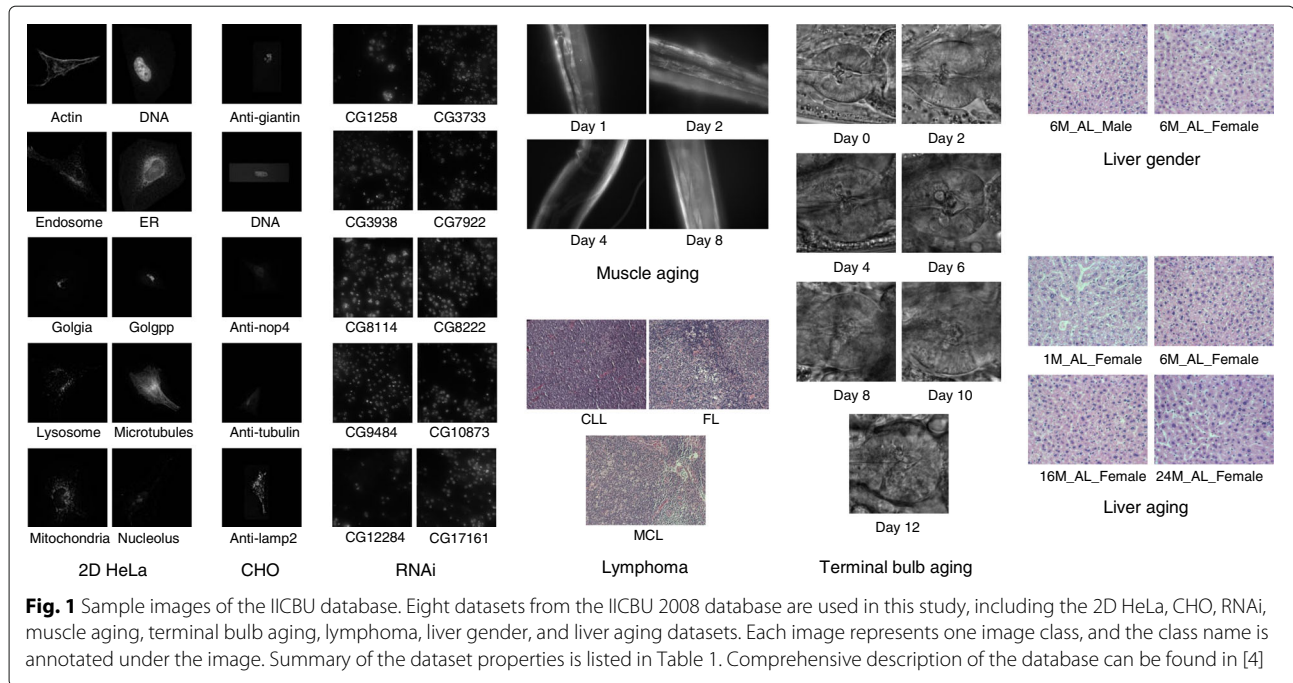 Actin DNA
Endosome ER
Golgia Golgpp
Lysosome Microtubules
Mitochondria Nucleolus
2D HeLa
Anti-giantin
DNA
Anti-nop4
Anti-tubulin
Anti-lamp2
CHO
CG1258 CG3733
CG3938 CG7922
CG8114 CG8222
CG9484 CG10873
CG12284 CG17161
RNAi
Day 1 Day 2
Day 4 Day 8
Muscle aging
CLL FL
MCL
Lymphoma
Day 0 Day 2
Day 4 Day 6
Day 8 Day 10
Day 12
Terminal bulb aging
6M_AL_Male 6M_AL_Female
Liver gender
1M_AL_Female 6M_AL_Female
16M_AL_Female 24M_AL_Female
Liver aging
Fig. 1 Sample images of the IICBU database. Eight datasets from the IICBU 2008 database are used in this study, including the 2D HeLa, CHO, RNAi,
muscle aging, terminal bulb aging, lymphoma, liver gender, and liver aging datasets. Each image represents one image class, and the class name is
annotated under the image. Summary of the dataset properties is listed in Table 1. Comprehensive description of the database can be found in [4]